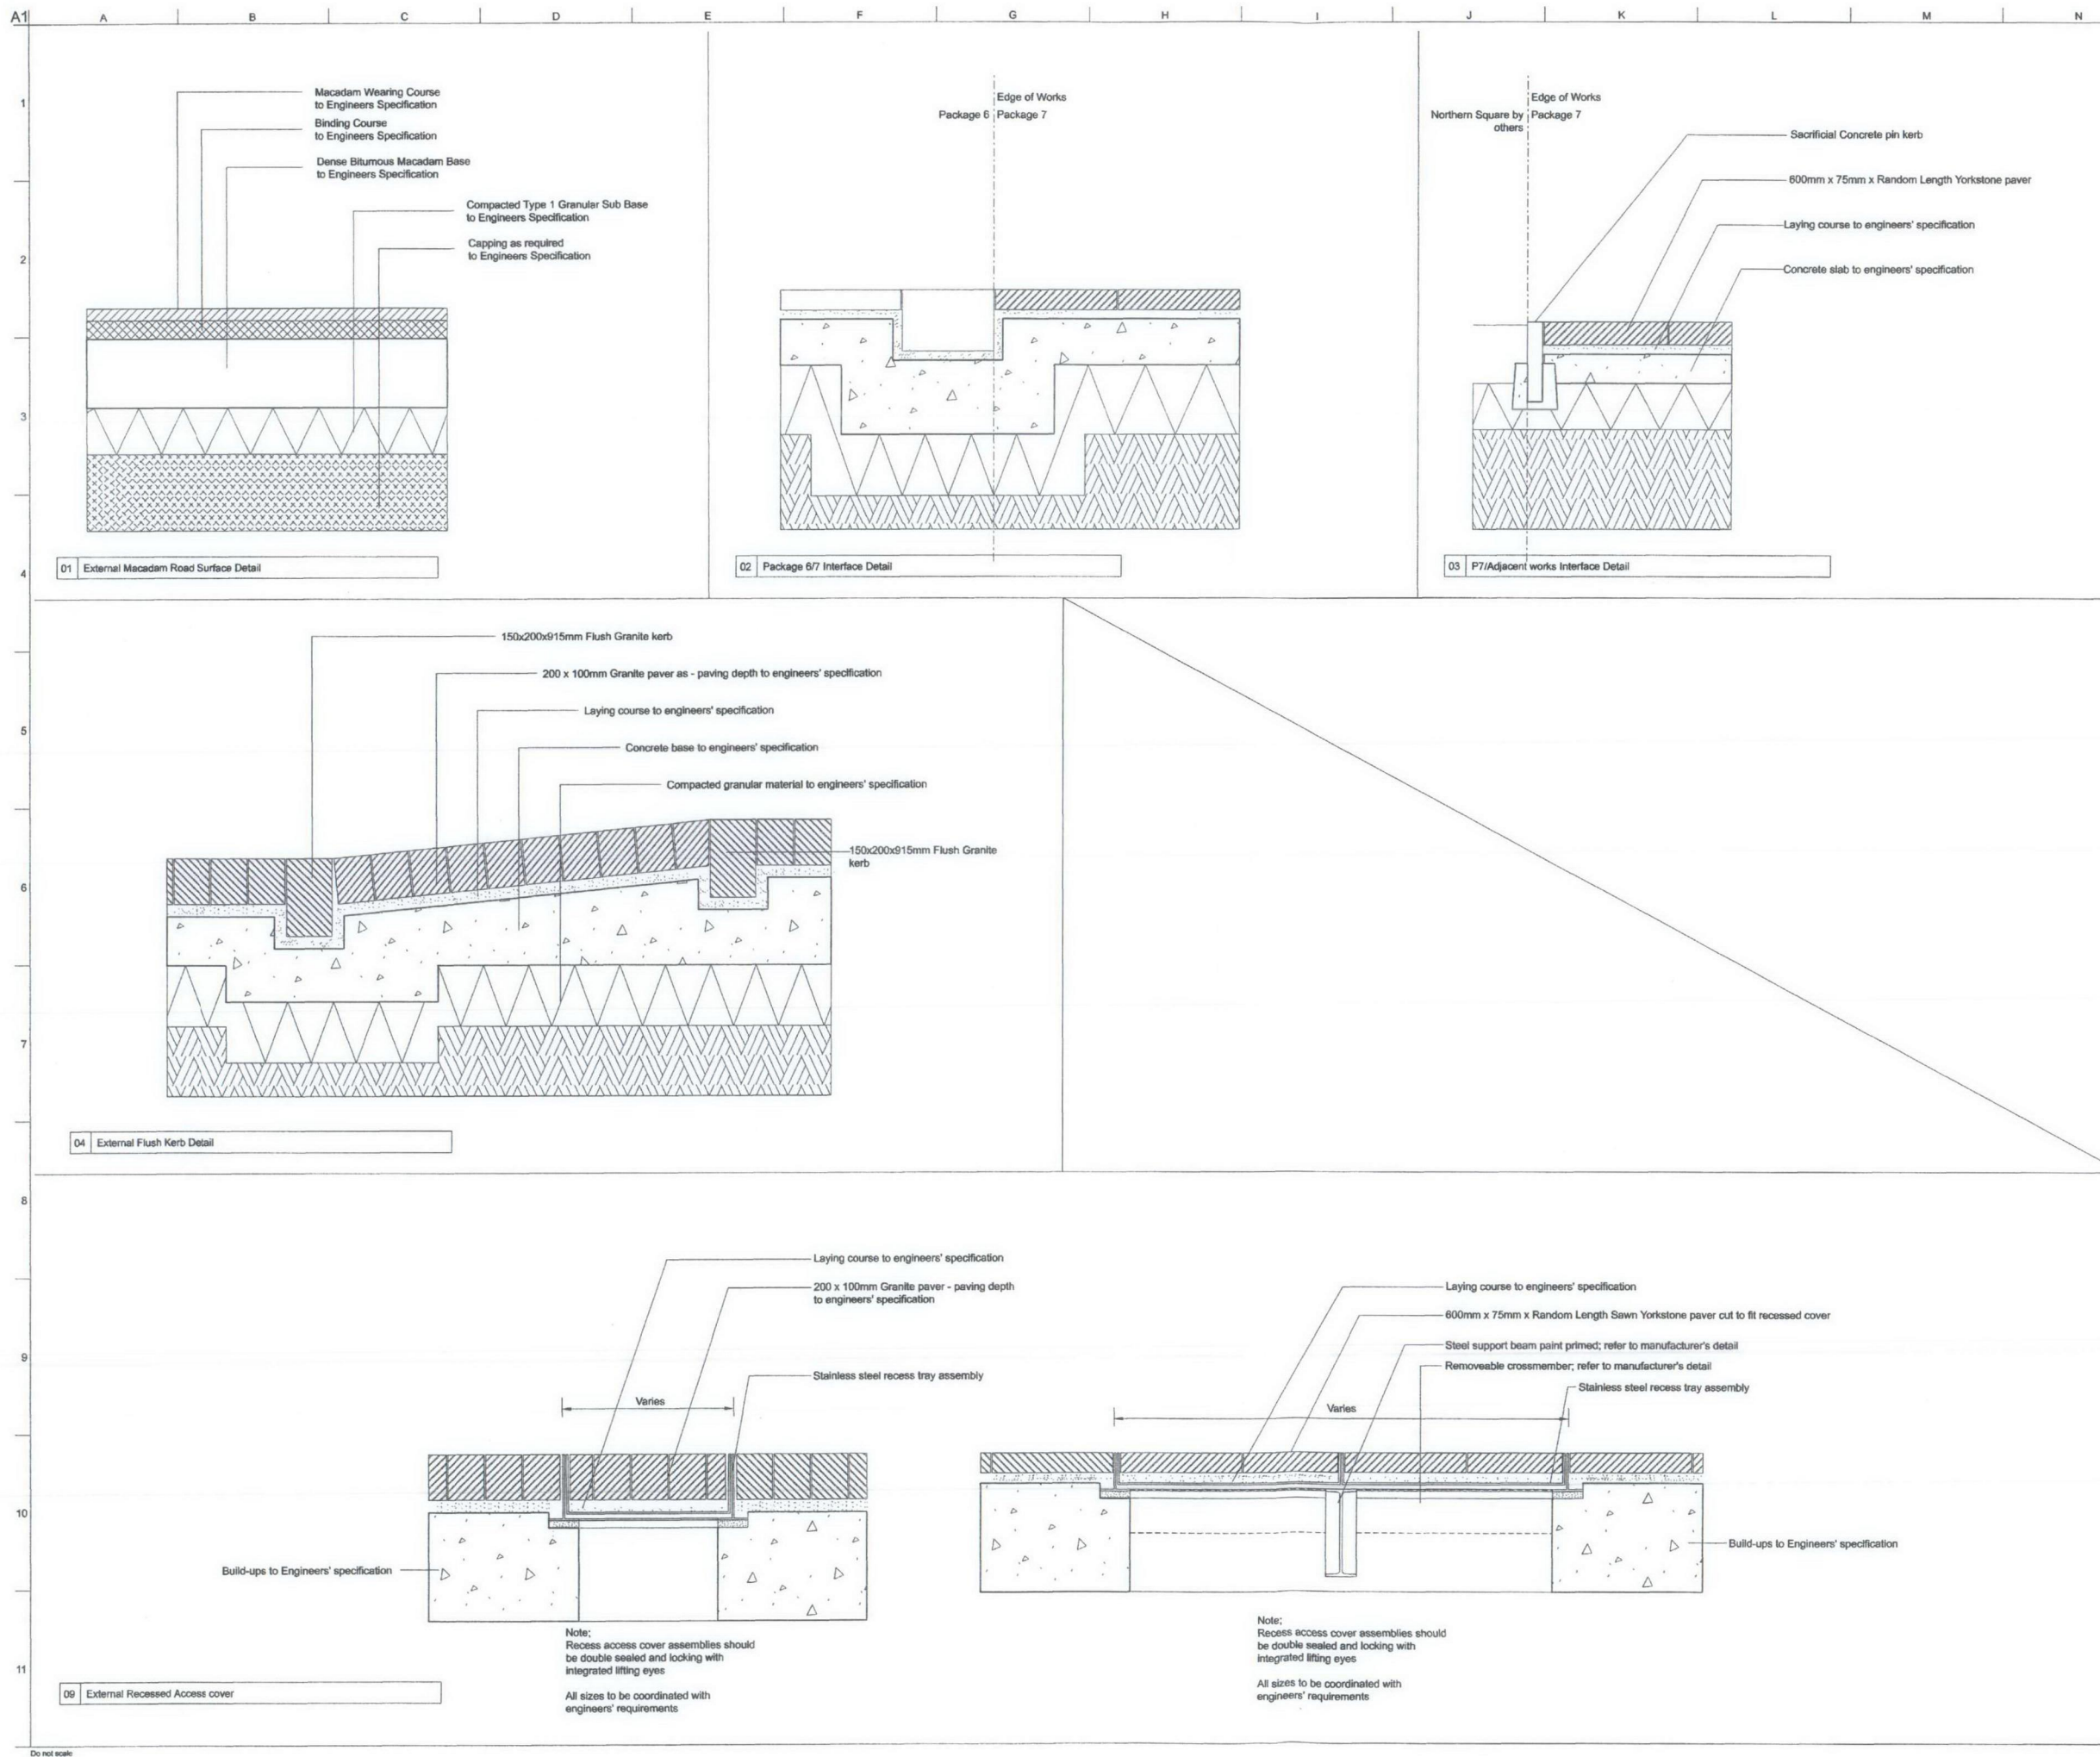 A1
A B C D E F G H I J K L M N
1
2
3
4
5
6
7
8
9
10
11
Macadam Wearing Course
to Engineers Specification
Binding Course
to Engineers Specification
Dense Bitumous Macadam Base
to Engineers Specification
Compacted Type 1 Granular Sub Base
to Engineers Specification
Capping as required
to Engineers Specification
01 External Macadam Road Surface Detail
Edge of Works
Package 6 Package 7
02 Package 6/7 Interface Detail
Edge of Works
Northern Square by Package 7
others
Sacrificial Concrete pin kerb
600mm x 75mm x Random Length Yorkstone paver
Laying course to engineers' specification
Concrete slab to engineers' specification
03 P7/Adjacent works Interface Detail
150x200x915mm Flush Granite kerb
200 x 100mm Granite paver as - paving depth to engineers' specification
Laying course to engineers' specification
Concrete base to engineers' specification
Compacted granular material to engineers' specification
150x200x915mm Flush Granite
kerb
04 External Flush Kerb Detail
Laying course to engineers' specification
200 x 100mm Granite paver - paving depth
to engineers' specification
Stainless steel recess tray assembly
Varies
Build-ups to Engineers' specification
Note;
Recess access cover assemblies should
be double sealed and locking with
integrated lifting eyes
All sizes to be coordinated with
engineers' requirements
Laying course to engineers' specification
600mm x 75mm x Random Length Sawn Yorkstone paver cut to fit recessed cover
Steel support beam paint primed; refer to manufacturer's detail
Removeable crossmember; refer to manufacturer's detail
Stainless steel recess tray assembly
Varies
Build-ups to Engineers' specification
Note;
Recess access cover assemblies should
be double sealed and locking with
integrated lifting eyes
All sizes to be coordinated with
engineers' requirements
09 External Recessed Access cover
Do not scale